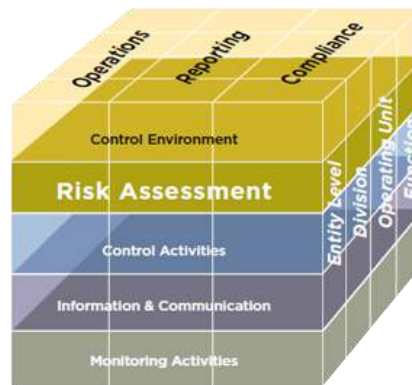 Operations
Reporting
Compliance
Control Environment
Risk Assessment
Control Activities
Information & Communication
Monitoring Activities
Entity Level
Division
Operating Unit